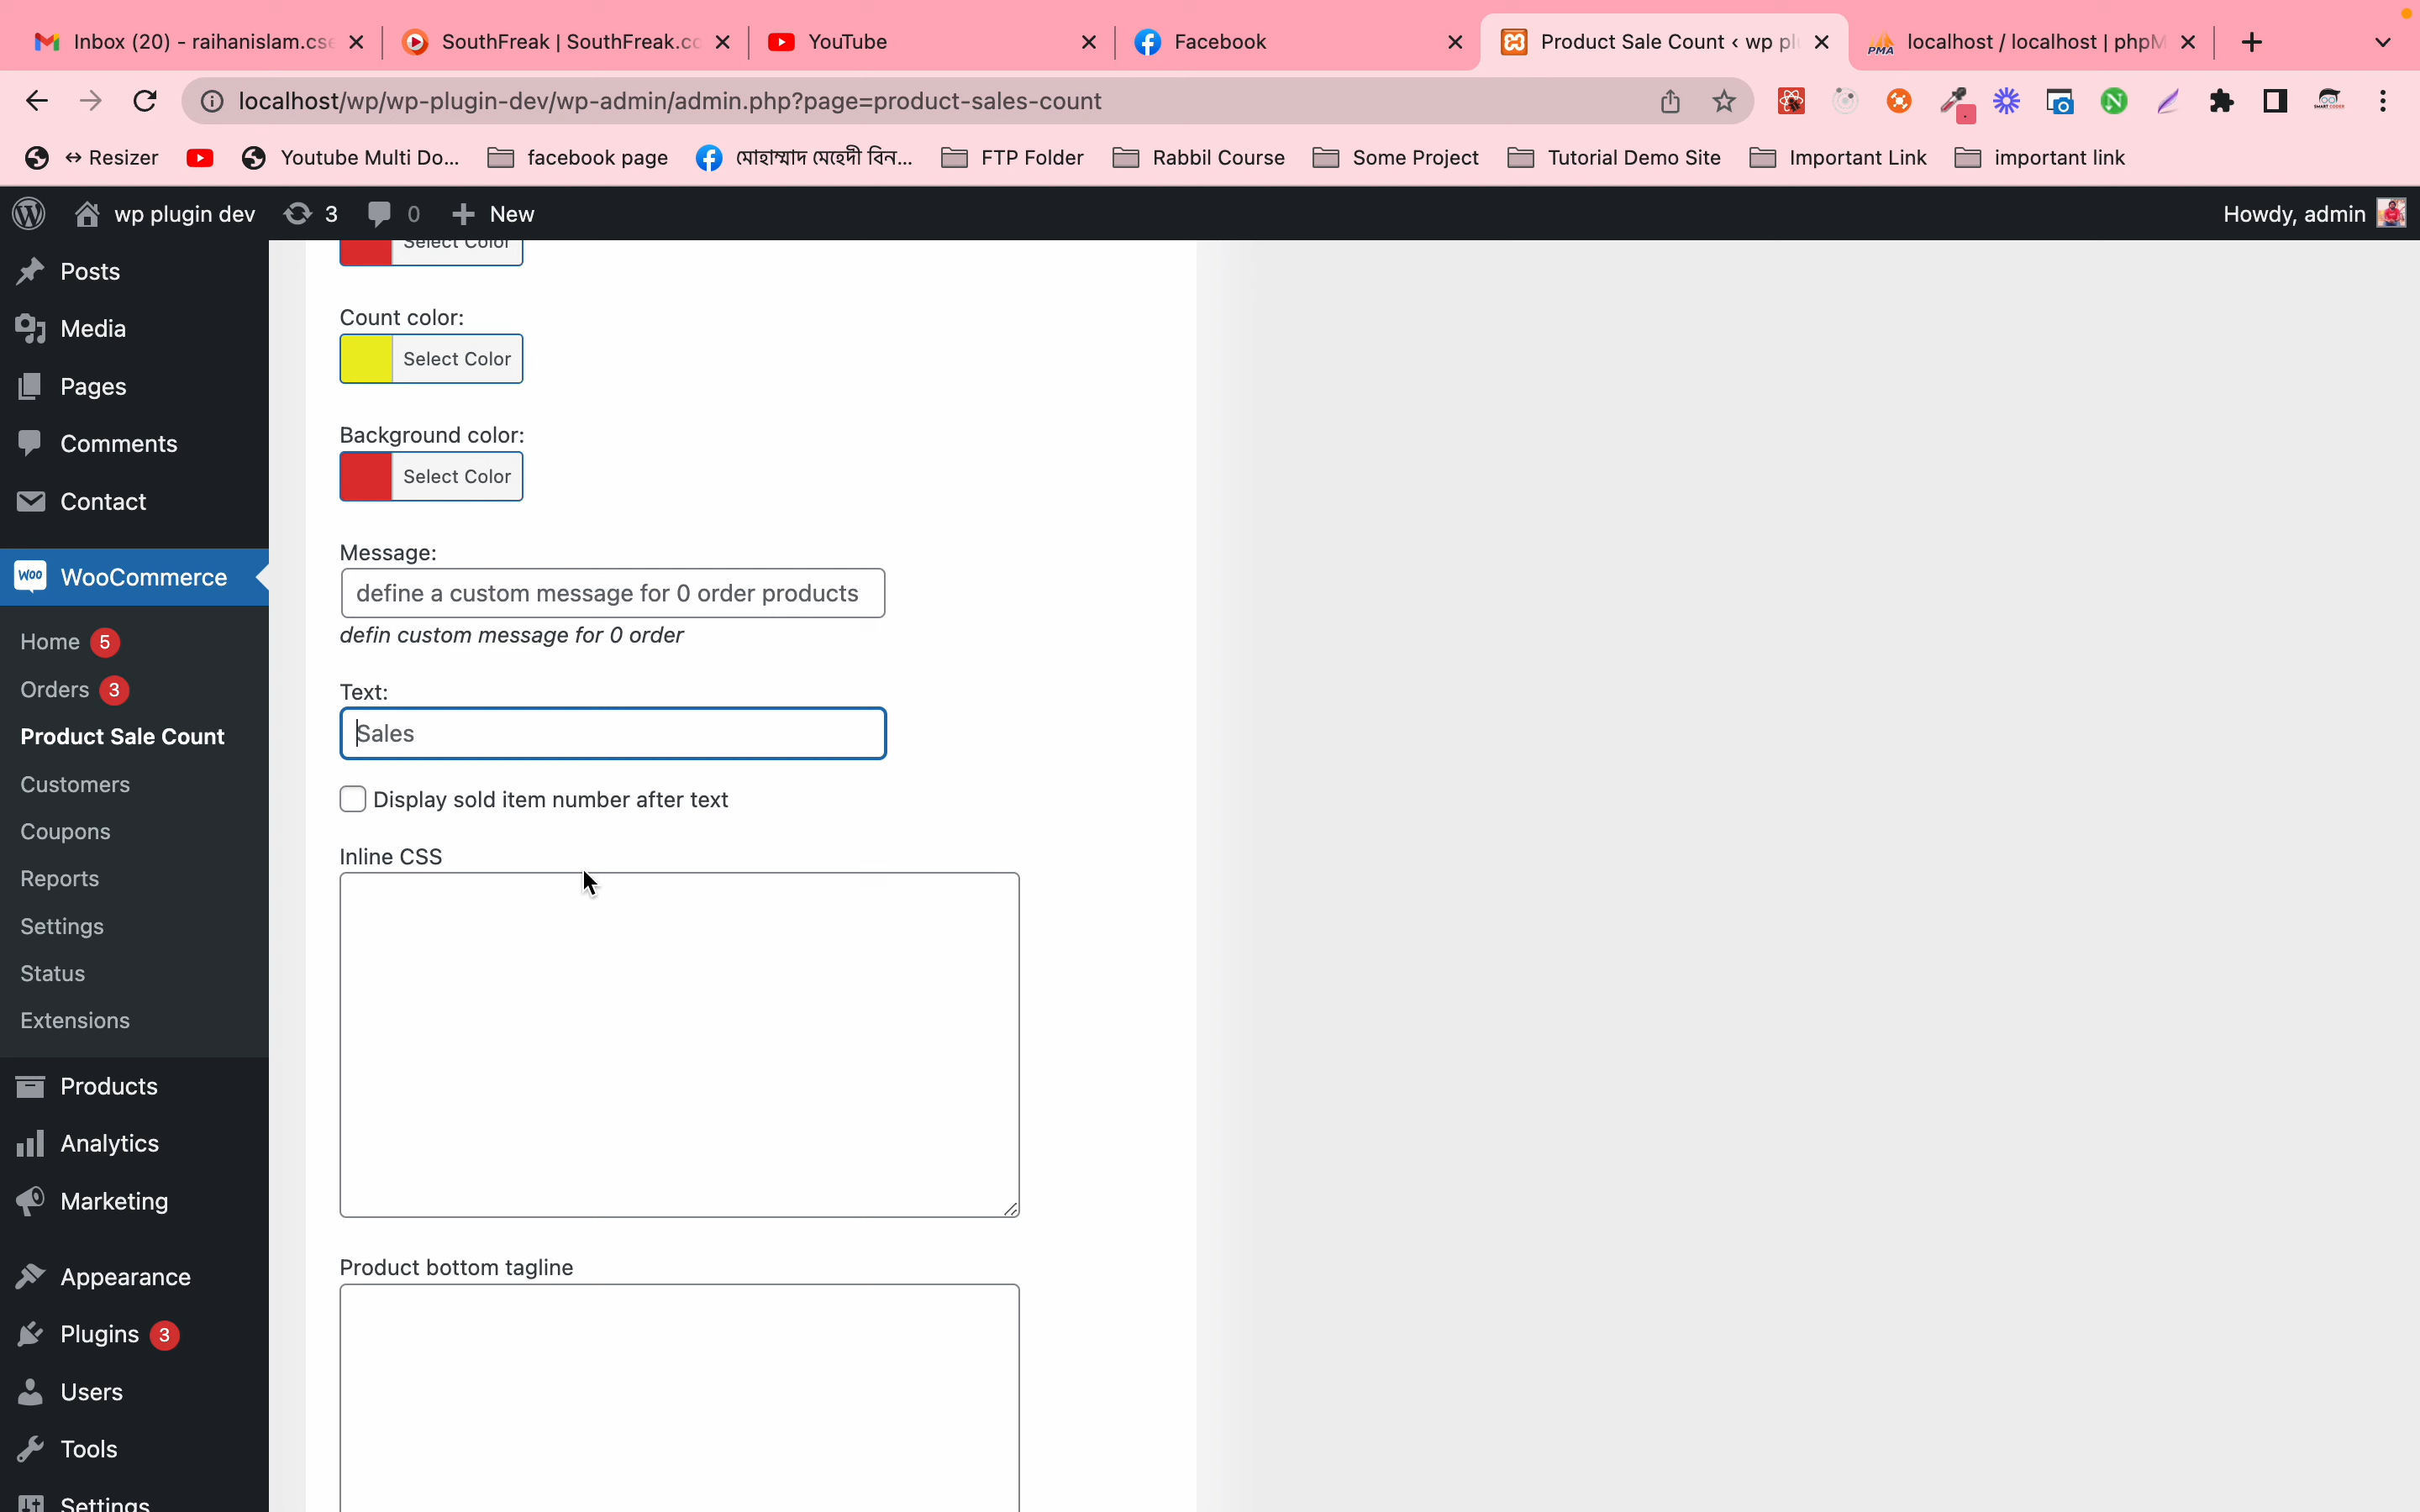 Inbox (20) - raihanislam.cse
SouthFreak | SouthFreak.co
YouTube
Facebook
Product Sale Count ‹ wp pl
localhost / localhost | phpM
localhost/wp/wp-plugin-dev/wp-admin/admin.php?page=product-sales-count
↔ Resizer
Youtube Multi Do...
facebook page
মোহাম্মাদ মেহেদী বিন...
FTP Folder
Rabbil Course
Some Project
Tutorial Demo Site
Important Link
important link
wp plugin dev
3
0
New
Howdy, admin
Posts
Media
Pages
Comments
Contact
WooCommerce
Home 5
Orders 3
Product Sale Count
Customers
Coupons
Reports
Settings
Status
Extensions
Products
Analytics
Marketing
Appearance
Plugins 3
Users
Tools
Settings
Select Color
Count color:
Select Color
Background color:
Select Color
Message:
define a custom message for 0 order products
defin custom message for 0 order
Text:
Sales
Display sold item number after text
Inline CSS
Product bottom tagline